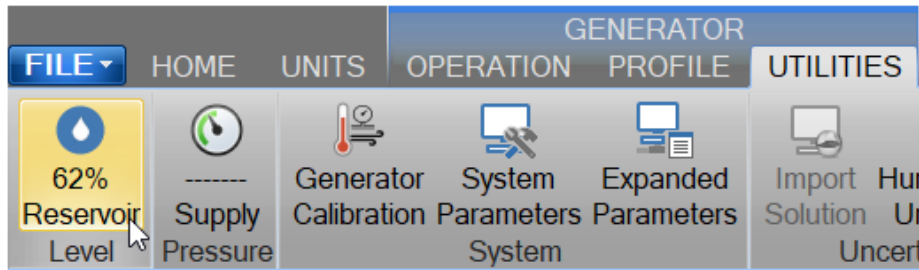 GENERATOR
FILE HOME UNITS OPERATION PROFILE UTILITIES
62% ------- Generator System Expanded Import
Reservoir Supply Calibration Parameters Parameters Solution
Level Pressure System